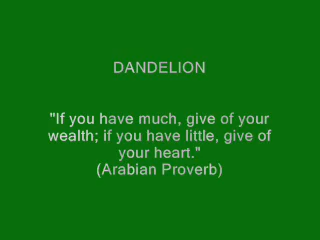 DANDELION
"If you have much, give of your
wealth; if you have little, give of
your heart."
(Arabian Proverb)